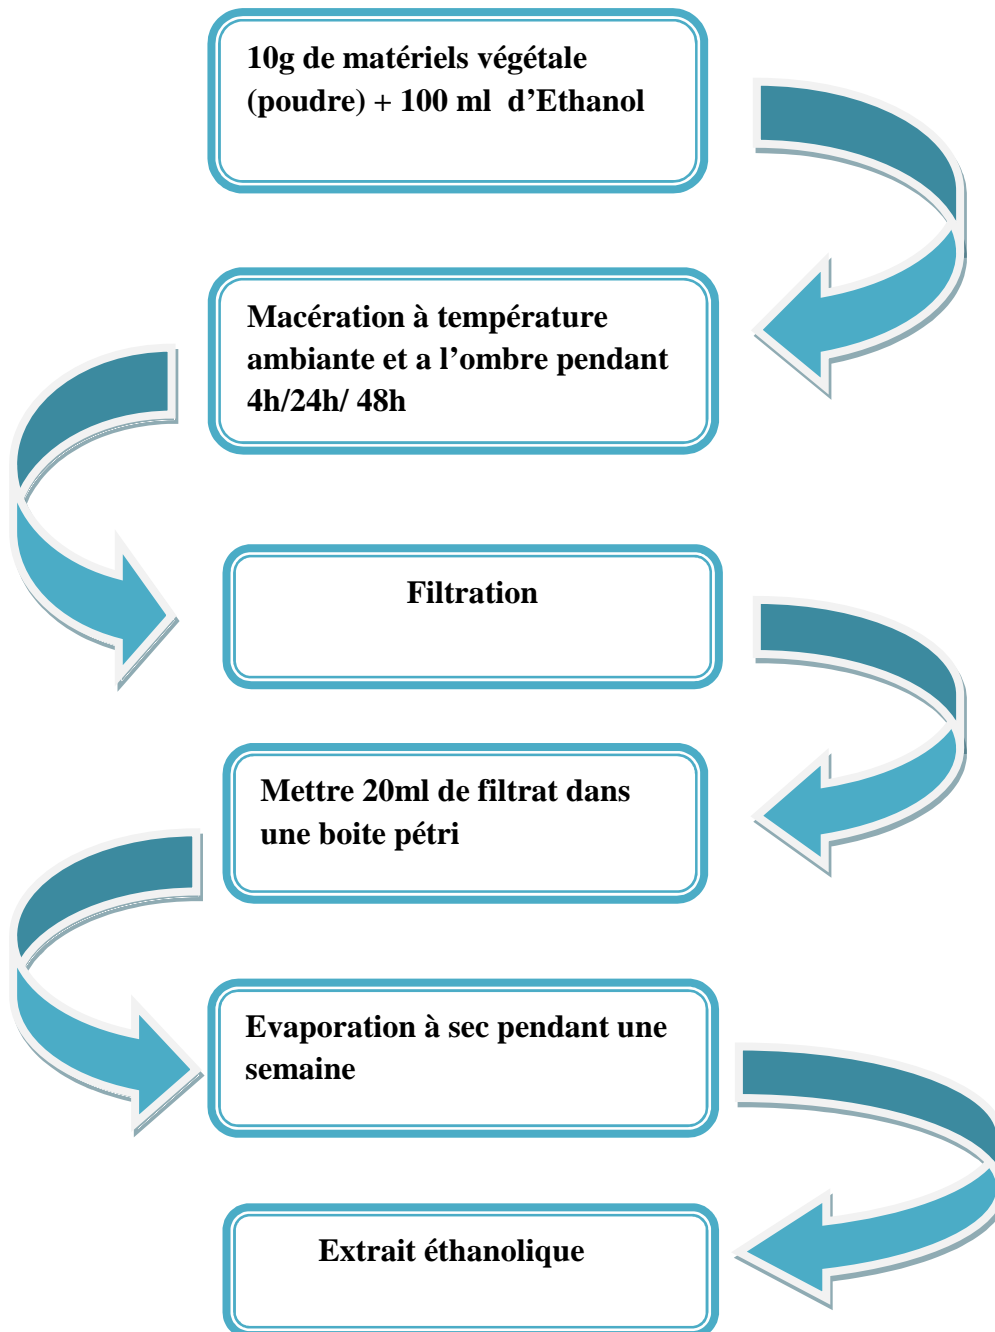 10g de matériels végétale
(poudre) + 100 ml  d’Ethanol
Macération à température
ambiante et a l’ombre pendant
4h/24h/ 48h
Filtration
Mettre 20ml de filtrat dans
une boite pétri
Evaporation à sec pendant une
semaine
Extrait éthanolique